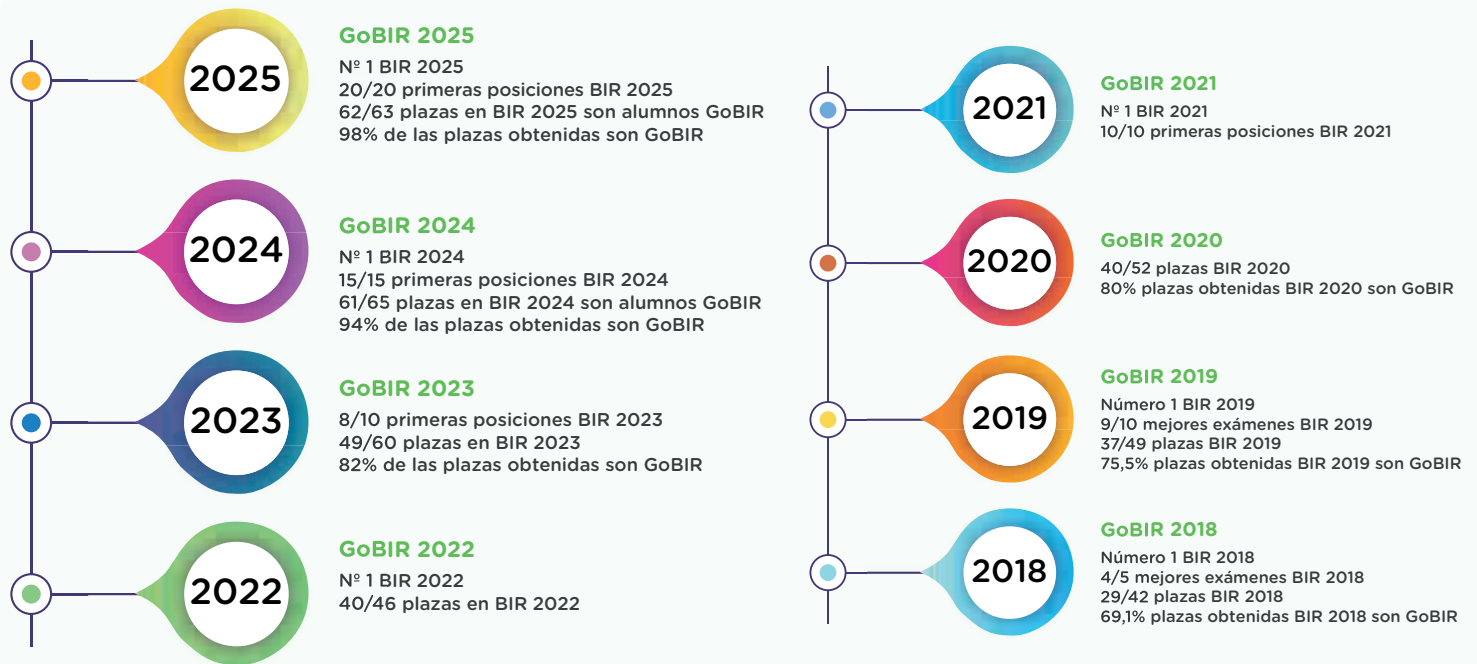 2025
GoBIR 2025
Nº 1 BIR 2025
20/20 primeras posiciones BIR 2025
62/63 plazas en BIR 2025 son alumnos GoBIR
98% de las plazas obtenidas son GoBIR
2024
GoBIR 2024
Nº 1 BIR 2024
15/15 primeras posiciones BIR 2024
61/65 plazas en BIR 2024 son alumnos GoBIR
94% de las plazas obtenidas son GoBIR
2023
GoBIR 2023
8/10 primeras posiciones BIR 2023
49/60 plazas en BIR 2023
82% de las plazas obtenidas son GoBIR
2022
GoBIR 2022
Nº 1 BIR 2022
40/46 plazas en BIR 2022
2021
GoBIR 2021
Nº 1 BIR 2021
10/10 primeras posiciones BIR 2021
2020
GoBIR 2020
40/52 plazas BIR 2020
80% plazas obtenidas BIR 2020 son GoBIR
2019
GoBIR 2019
Número 1 BIR 2019
9/10 mejores exámenes BIR 2019
37/49 plazas BIR 2019
75,5% plazas obtenidas BIR 2019 son GoBIR
2018
GoBIR 2018
Número 1 BIR 2018
4/5 mejores exámenes BIR 2018
29/42 plazas BIR 2018
69,1% plazas obtenidas BIR 2018 son GoBIR